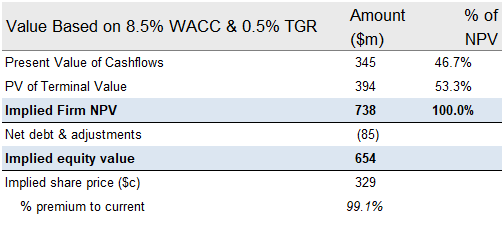 Value Based on 8.5% WACC & 0.5% TGR Amount ($m) % of NPV
Present Value of Cashflows 345 46.7%
PV of Terminal Value 394 53.3%
Implied Firm NPV 738 100.0%
Net debt & adjustments (85)
Implied equity value 654
Implied share price ($c) 329
% premium to current 99.1%